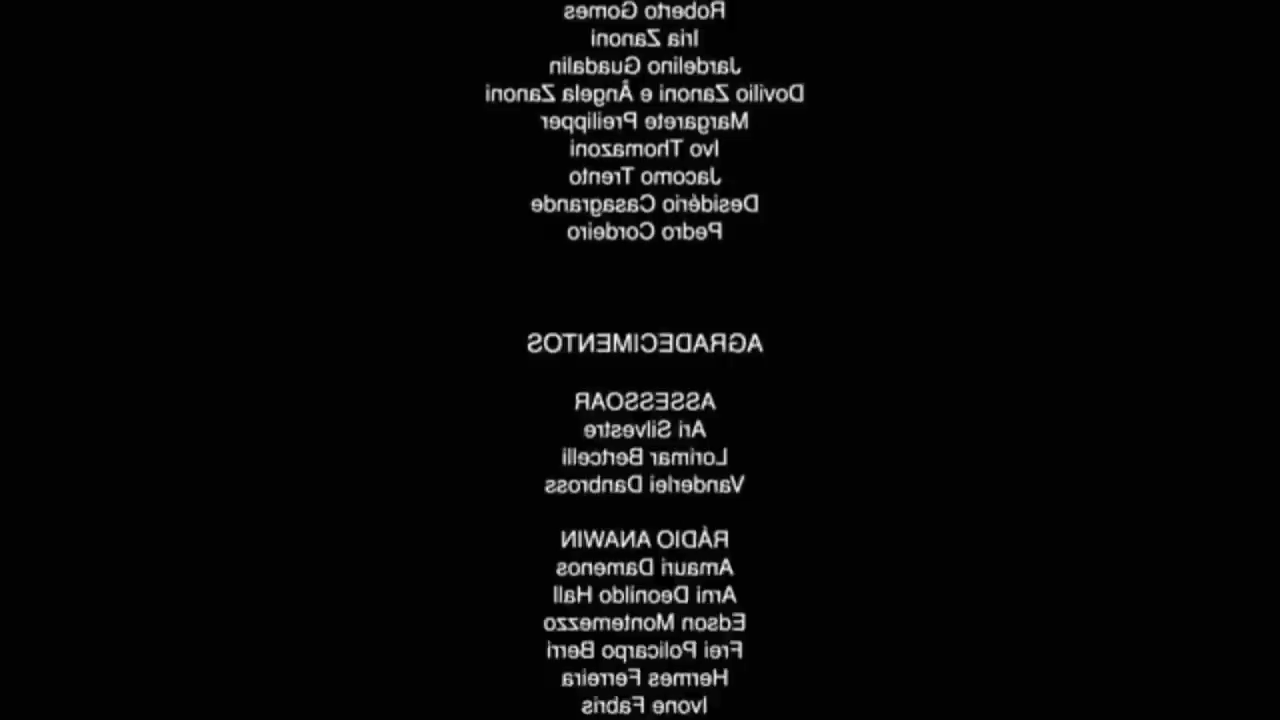 Roberto Gomes
Iria Zanoni
Jardelino Guadalin
Dovilio Zanoni e Ângela Zanoni
Margarete Preilipper
Ivo Thomazoni
Jacomo Trento
Desidério Casagrande
Pedro Cordeiro
AGRADECIMENTOS
ASSESSOAR
Ari Silvestre
Lorimar Bertcelli
Vanderlei Danbross
RÁDIO ANAWIN
Amauri Damenos
Arni Deonildo Hall
Edson Montemezzo
Frei Policarpo Berri
Hermes Ferreira
Ivone Fabris